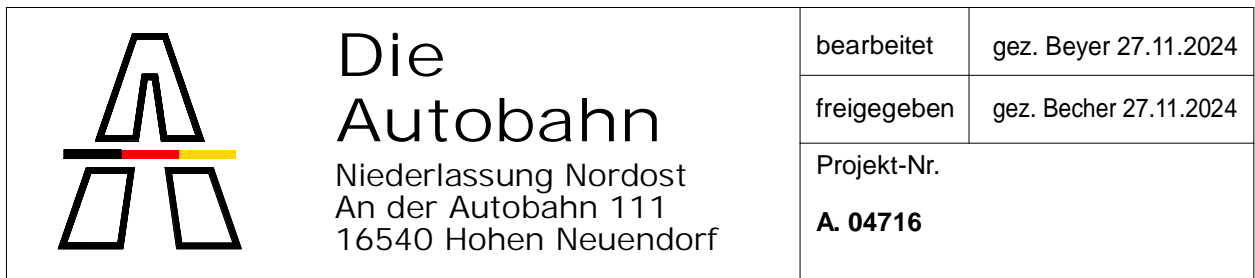 Die
Autobahn
Niederlassung Nordost
An der Autobahn 111
16540 Hohen Neuendorf
bearbeitet gez. Beyer 27.11.2024
freigegeben gez. Becher 27.11.2024
Projekt-Nr.
A. 04716